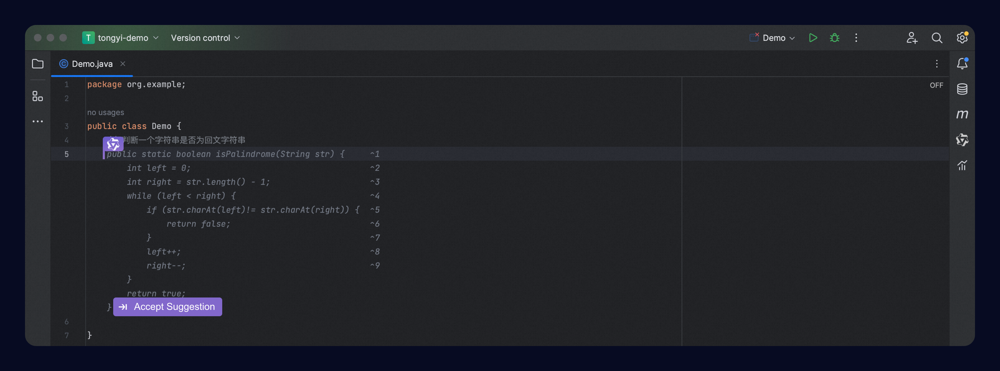 T tongyi-demo Version control Demo
Demo.java
OFF
1 package org.example;
2
no usages
3 public class Demo {
4 判断一个字符串是否为回文字符串
5 public static boolean isPalindrome(String str) { ^1
int left = 0; ^2
int right = str.length() - 1; ^3
while (left < right) { ^4
if (str.charAt(left)!= str.charAt(right)) { ^5
return false; ^6
} ^7
left++; ^8
right--; ^9
}
return true;
} Accept Suggestion
6
7 }
m